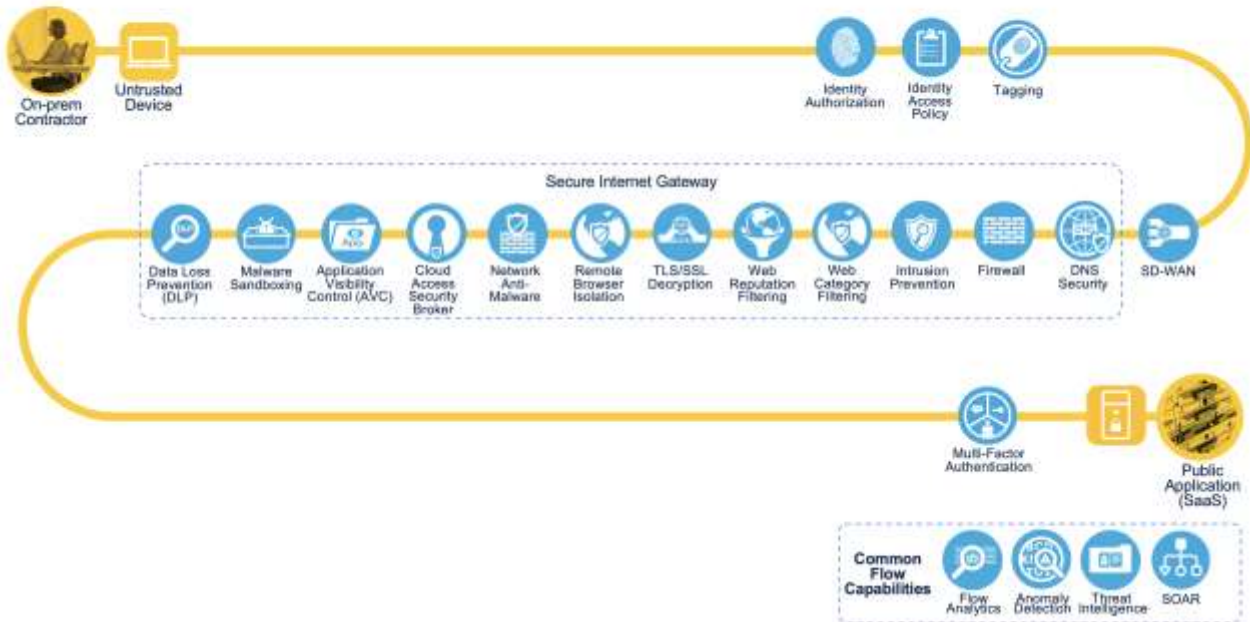 On-prem
Contractor
Untrusted
Device
Identity
Authorization
Identity
Access
Policy
Tagging
Secure Internet Gateway
Data Loss
Prevention
(DLP)
Malware
Sandboxing
Application
Visibility
Control (AVC)
Cloud
Access
Security
Broker
Network
Anti-
Malware
Remote
Browser
Isolation
TLS/SSL
Decryption
Web
Reputation
Filtering
Web
Category
Filtering
Intrusion
Prevention
Firewall
DNS
Security
SD-WAN
Multi-Factor
Authentication
Public
Application
(SaaS)
Common
Flow
Capabilities
Flow
Analytics
Anomaly
Detection
Threat
Intelligence
SOAR